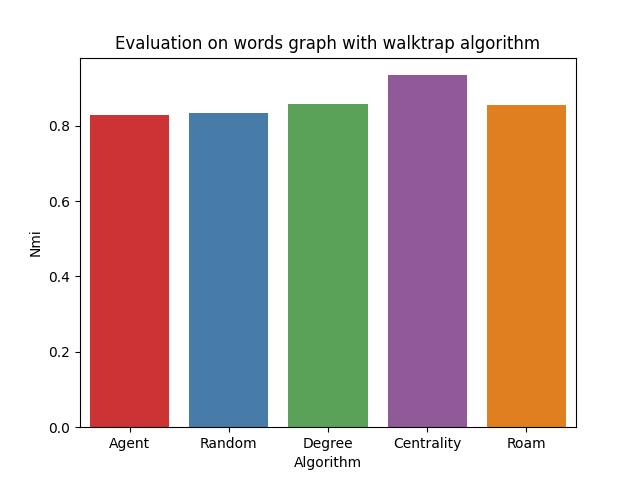 Evaluation on words graph with walktrap algorithm
0.8
0.6
0.4
0.2
0.0
Nmi
Agent Random Degree Centrality Roam
Algorithm